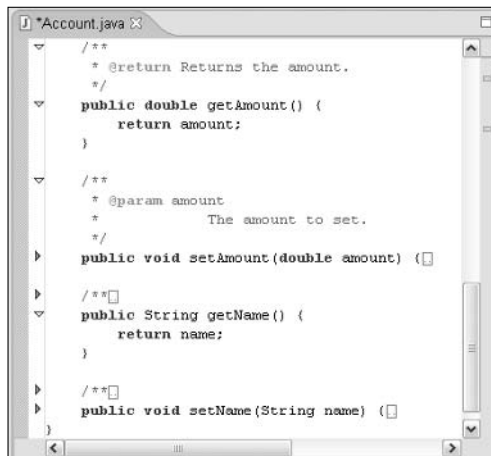 *Account.java
/**
* @return Returns the amount.
*/
public double getAmount() {
return amount;
}
/**
* @param amount
* The amount to set.
*/
public void setAmount(double amount) {
/**
public String getName() {
return name;
}
/**
public void setName(String name) {
}